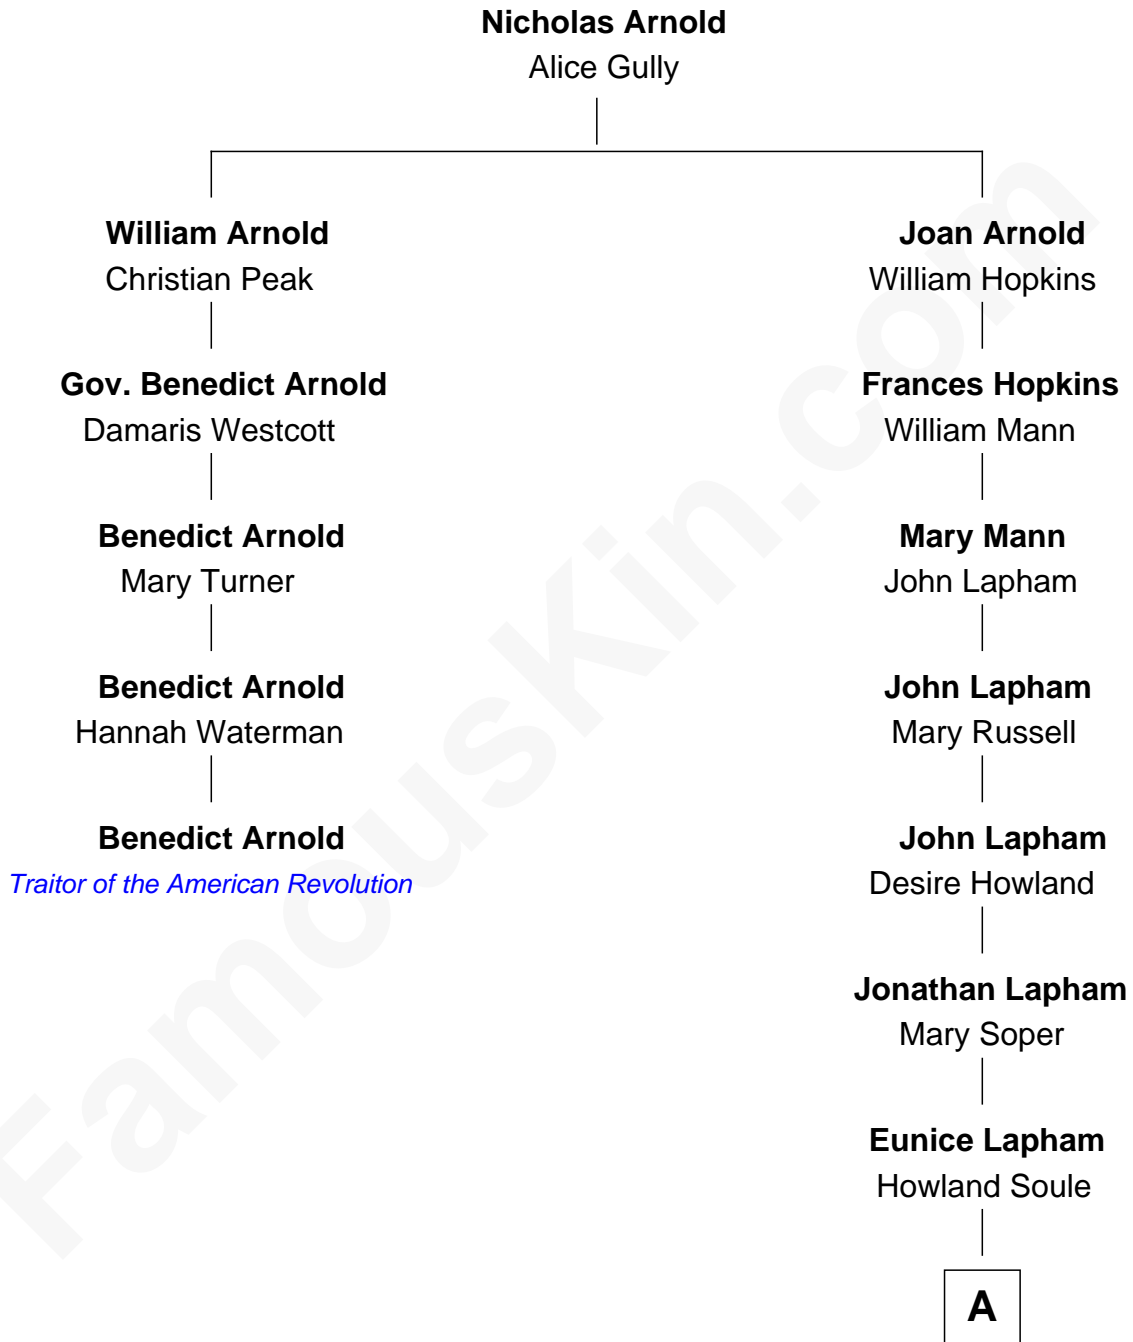 Nicholas Arnold
Alice Gully
William Arnold
Christian Peak
Joan Arnold
William Hopkins
Gov. Benedict Arnold
Damaris Westcott
Frances Hopkins
William Mann
Benedict Arnold
Mary Turner
Mary Mann
John Lapham
Benedict Arnold
Hannah Waterman
John Lapham
Mary Russell
Benedict Arnold
Traitor of the American Revolution
John Lapham
Desire Howland
Jonathan Lapham
Mary Soper
Eunice Lapham
Howland Soule
A
FamousKin.com